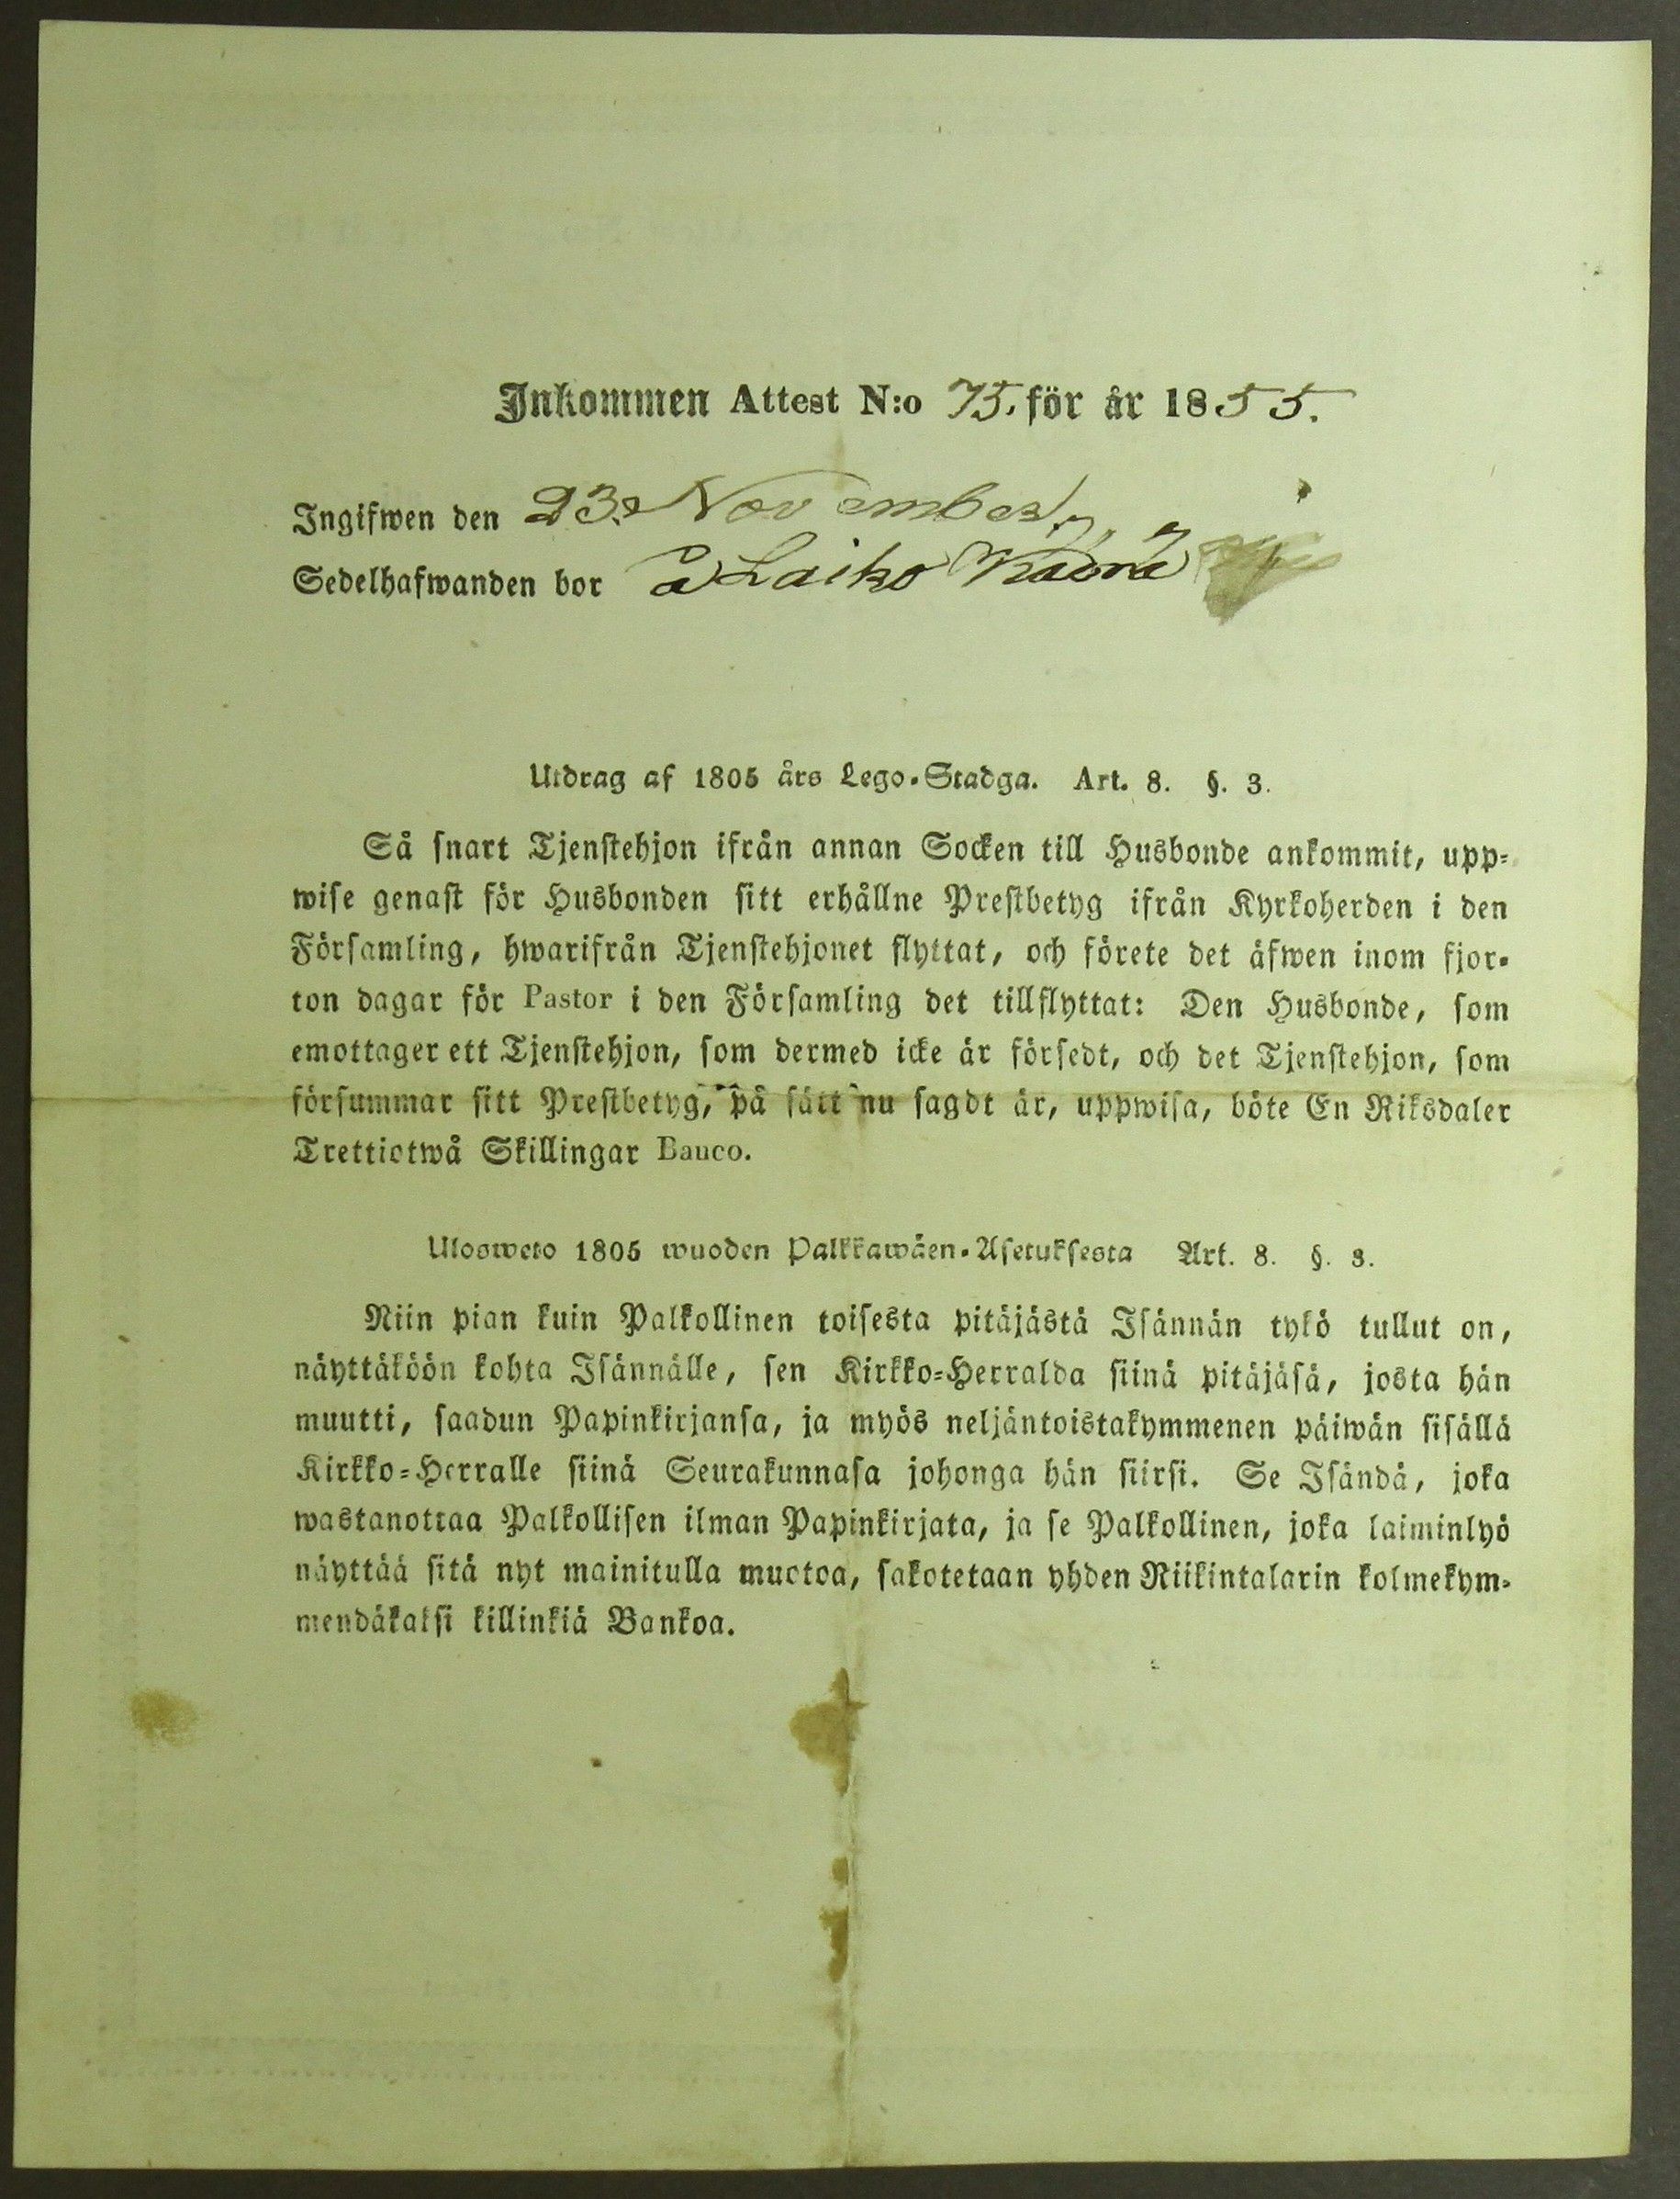 Inkommen Attest N:o 75. för år 1855.
Ingifwen den 23. November
Sedelhafwanden bor å Laiko
Utdrag af 1805 års Lego-Stadga. Art. 8. §. 3.
Så snart Tjenstehjon ifrån annan Socken till Husbonde ankommit, upp-
wise genast för Husbonden sitt erhållne Prestbetyg ifrån Kyrkoherden i den
Församling, hwarifrån Tjenstehjonet flyttat, och förete det äfwen inom fjor-
ton dagar för Pastor i den Församling det tillflyttat: Den Husbonde, som
emottager ett Tjenstehjon, som dermed icke är försedt, och det Tjenstehjon, som
försummar sitt Prestbetyg, på sätt nu sagdt är, uppwisa, böte En Riksdaler
Trettiotwå Skillingar Banco.
Ulosweto 1805 wuoden Palkkawäen-Asetuksesta Art. 8. §. 3.
Niin pian kuin Palkollinen toisesta pitäjästä Isännän tykö tullut on,
näyttäköön kohta Isännälle, sen Kirkko-Herralda siinä pitäjäsä, josta hän
muutti, saadun Papinkirjansa, ja myös neljäntoistakymmenen päiwän sisällä
Kirkko-Herralle siinä Seurakunnasa johonga hän siirsi. Se Isändä, joka
wastanottaa Palkollisen ilman Papinkirjata, ja se Palkollinen, joka laiminlyö
näyttää sitä nyt mainitulla muotoa, sakotetaan yhden Riikintalarin kolmekym-
mendäkaksi killinkiä Bankoa.